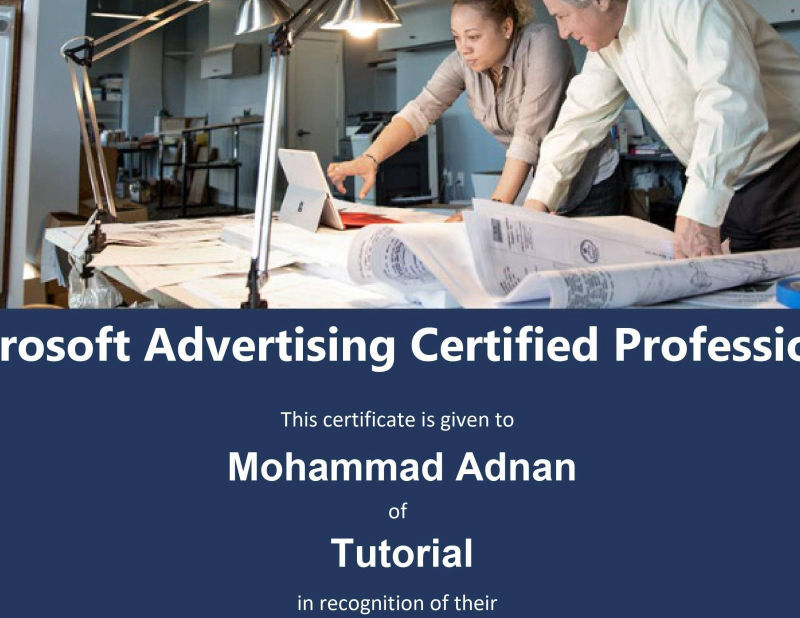 rosoft Advertising Certified Professio
This certificate is given to
Mohammad Adnan
of
Tutorial
in recognition of their